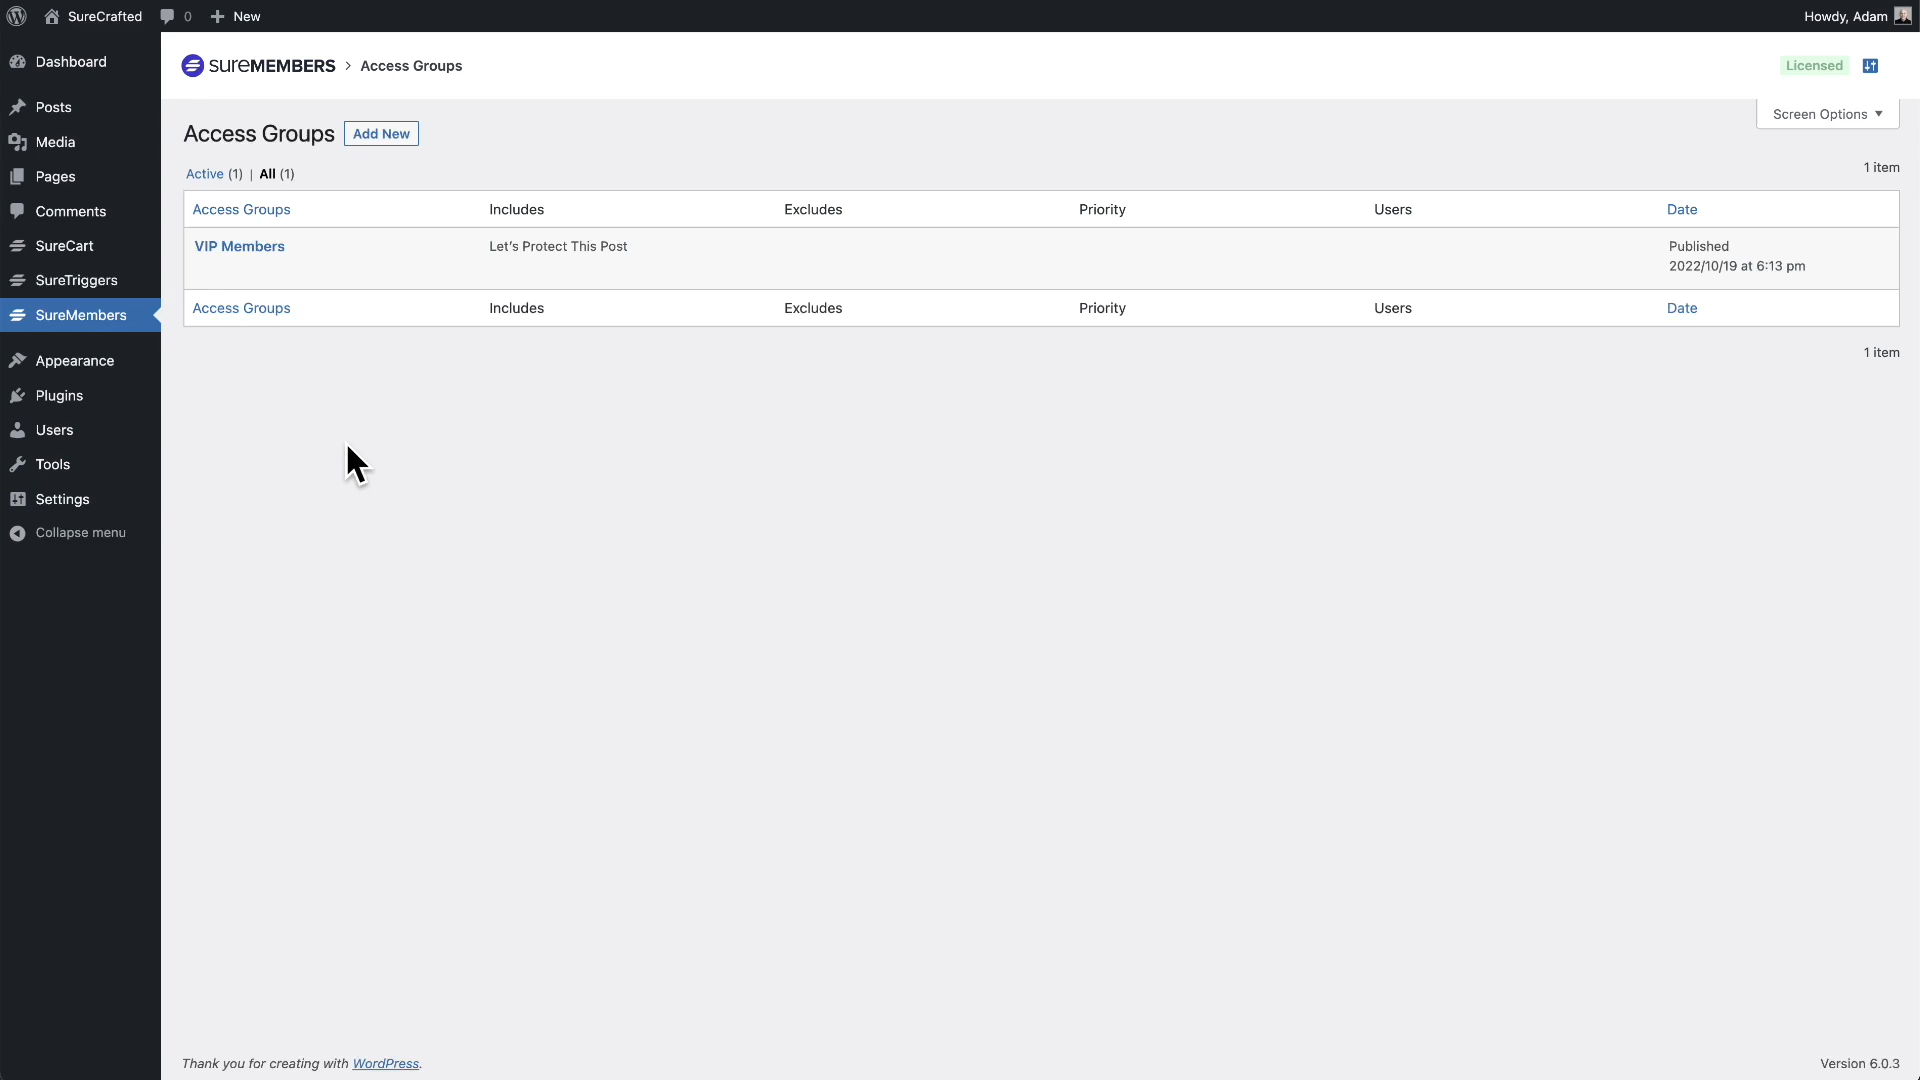 SureCrafted 0 New Howdy, Adam
Dashboard
Posts
Media
Pages
Comments
SureCart
SureTriggers
SureMembers
Appearance
Plugins
Users
Tools
Settings
Collapse menu
SUREMEMBERS > Access Groups Licensed
Screen Options ▼
Access Groups Add New
Active (1) | All (1) 1 item
Access Groups Includes Excludes Priority Users Date
VIP Members Let's Protect This Post Published
2022/10/19 at 6:13 pm
Access Groups Includes Excludes Priority Users Date
1 item
Thank you for creating with WordPress. Version 6.0.3